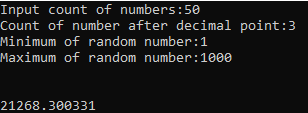 Input count of numbers:50
Count of number after decimal point:3
Minimum of random number:1
Maximum of random number:1000
21268.300331